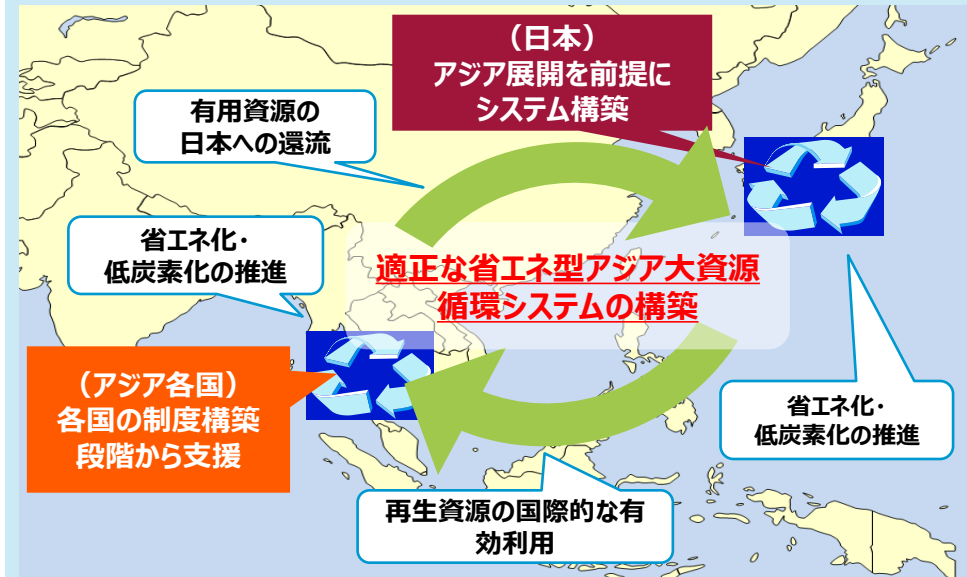 （日本）
アジア展開を前提に
システム構築
有用資源の
日本への還流
省エネ化・
低炭素化の推進
適正な省エネ型アジア大資源
循環システムの構築
（アジア各国）
各国の制度構築
段階から支援
省エネ化・
低炭素化の推進
再生資源の国際的な有
効利用